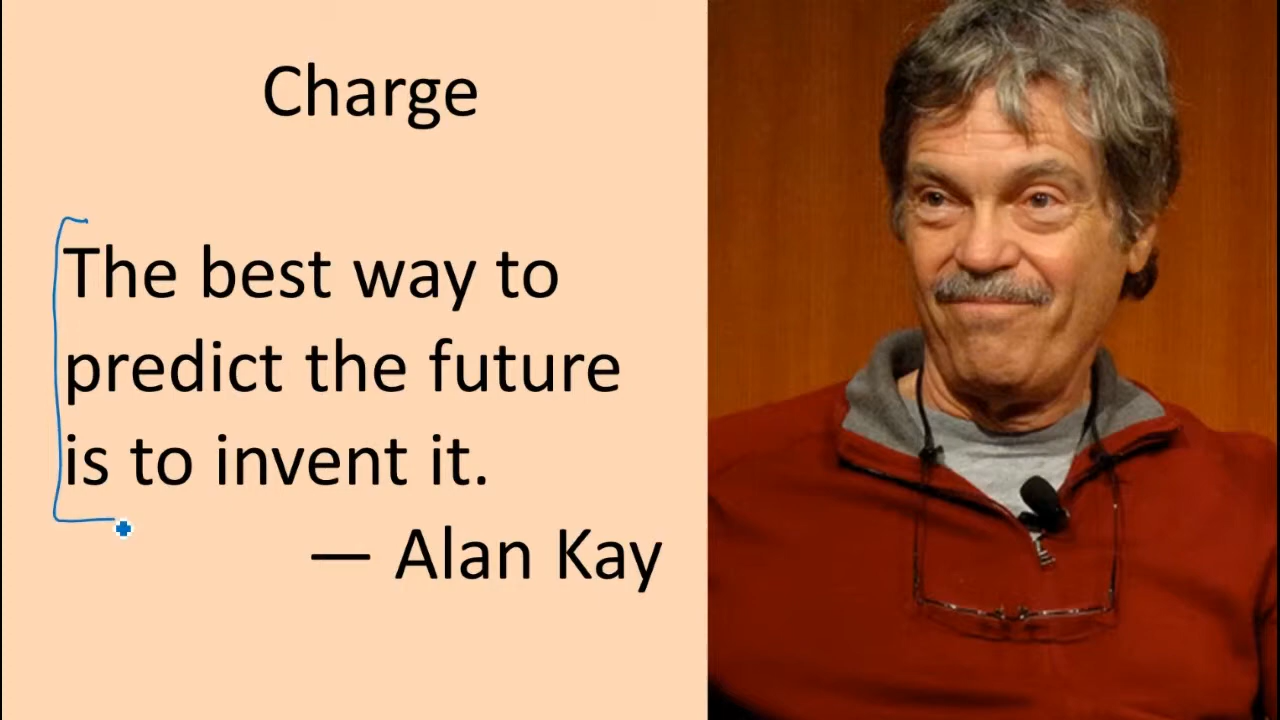 Charge
The best way to
predict the future
is to invent it.
— Alan Kay